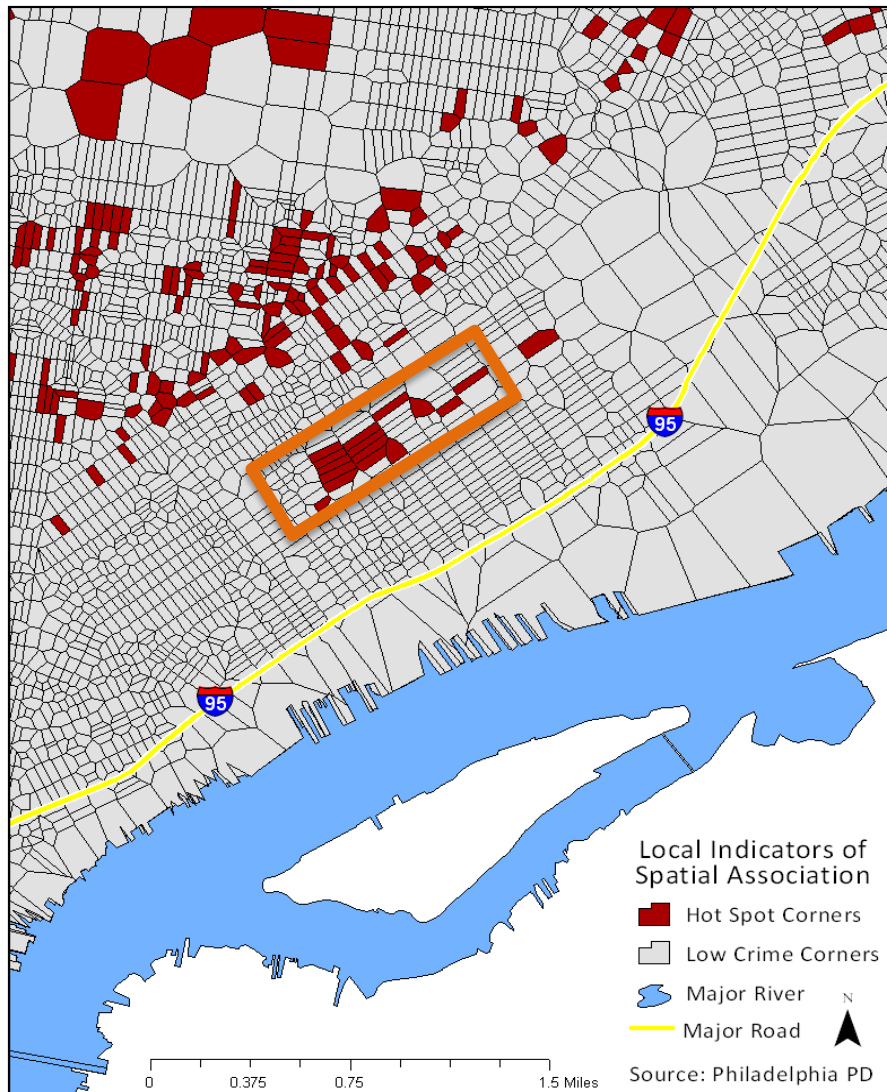 95
95
Local Indicators of
Spatial Association
Hot Spot Corners
Low Crime Corners
Major River
N
Major Road
0 0.375 0.75 1.5 Miles
Source: Philadelphia PD